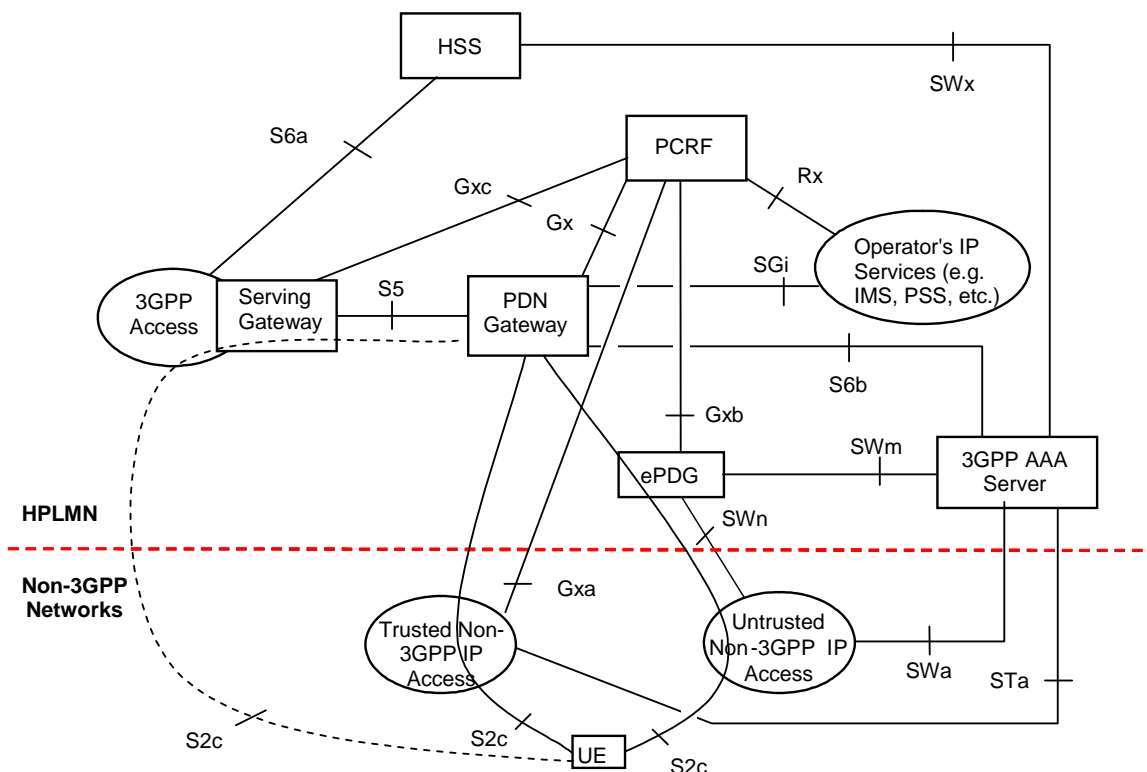 HSS
SWx
S6a
PCRF
Rx
Gxc
Gx
Operator's IP
Services (e.g.
IMS, PSS, etc.)
SGi
3GPP
Access
Serving
Gateway
S5
PDN
Gateway
S6b
Gxb
SWm
3GPP AAA
Server
ePDG
HPLMN
SWn
Non-3GPP
Networks
Gxa
Trusted Non-
3GPP IP
Access
Untrusted
Non-3GPP IP
Access
SWa
STa
S2c
S2c
UE
S2c